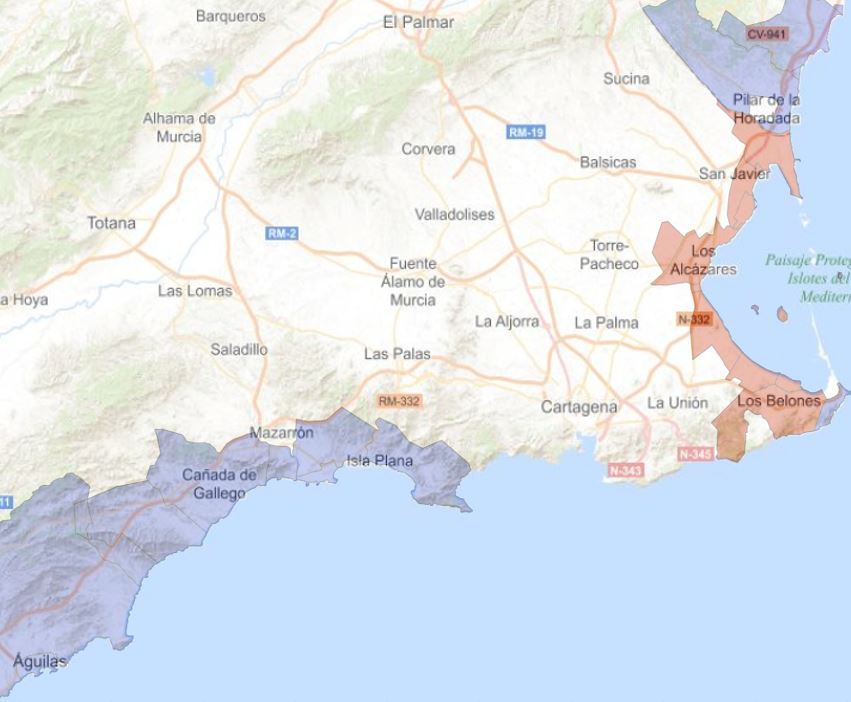 Barqueros
El Palmar
CV-941
Sucina
Pilar de la
Horadada
Alhama de
Murcia
RM-19
Corvera
Balsicas
San Javier
Totana
RM-2
Valladolises
Torre-
Pacheco
Los
Alcázares
Fuente
Álamo de
Murcia
a Hoya
Las Lomas
Islotes del
La Aljorra
La Palma
N-332
Saladillo
Las Palas
RM-332
Cartagena
La Unión
Los Belones
Mazarrón
N-345
Isla Plana
N-343
Cañada de
Gallego
11
Águilas